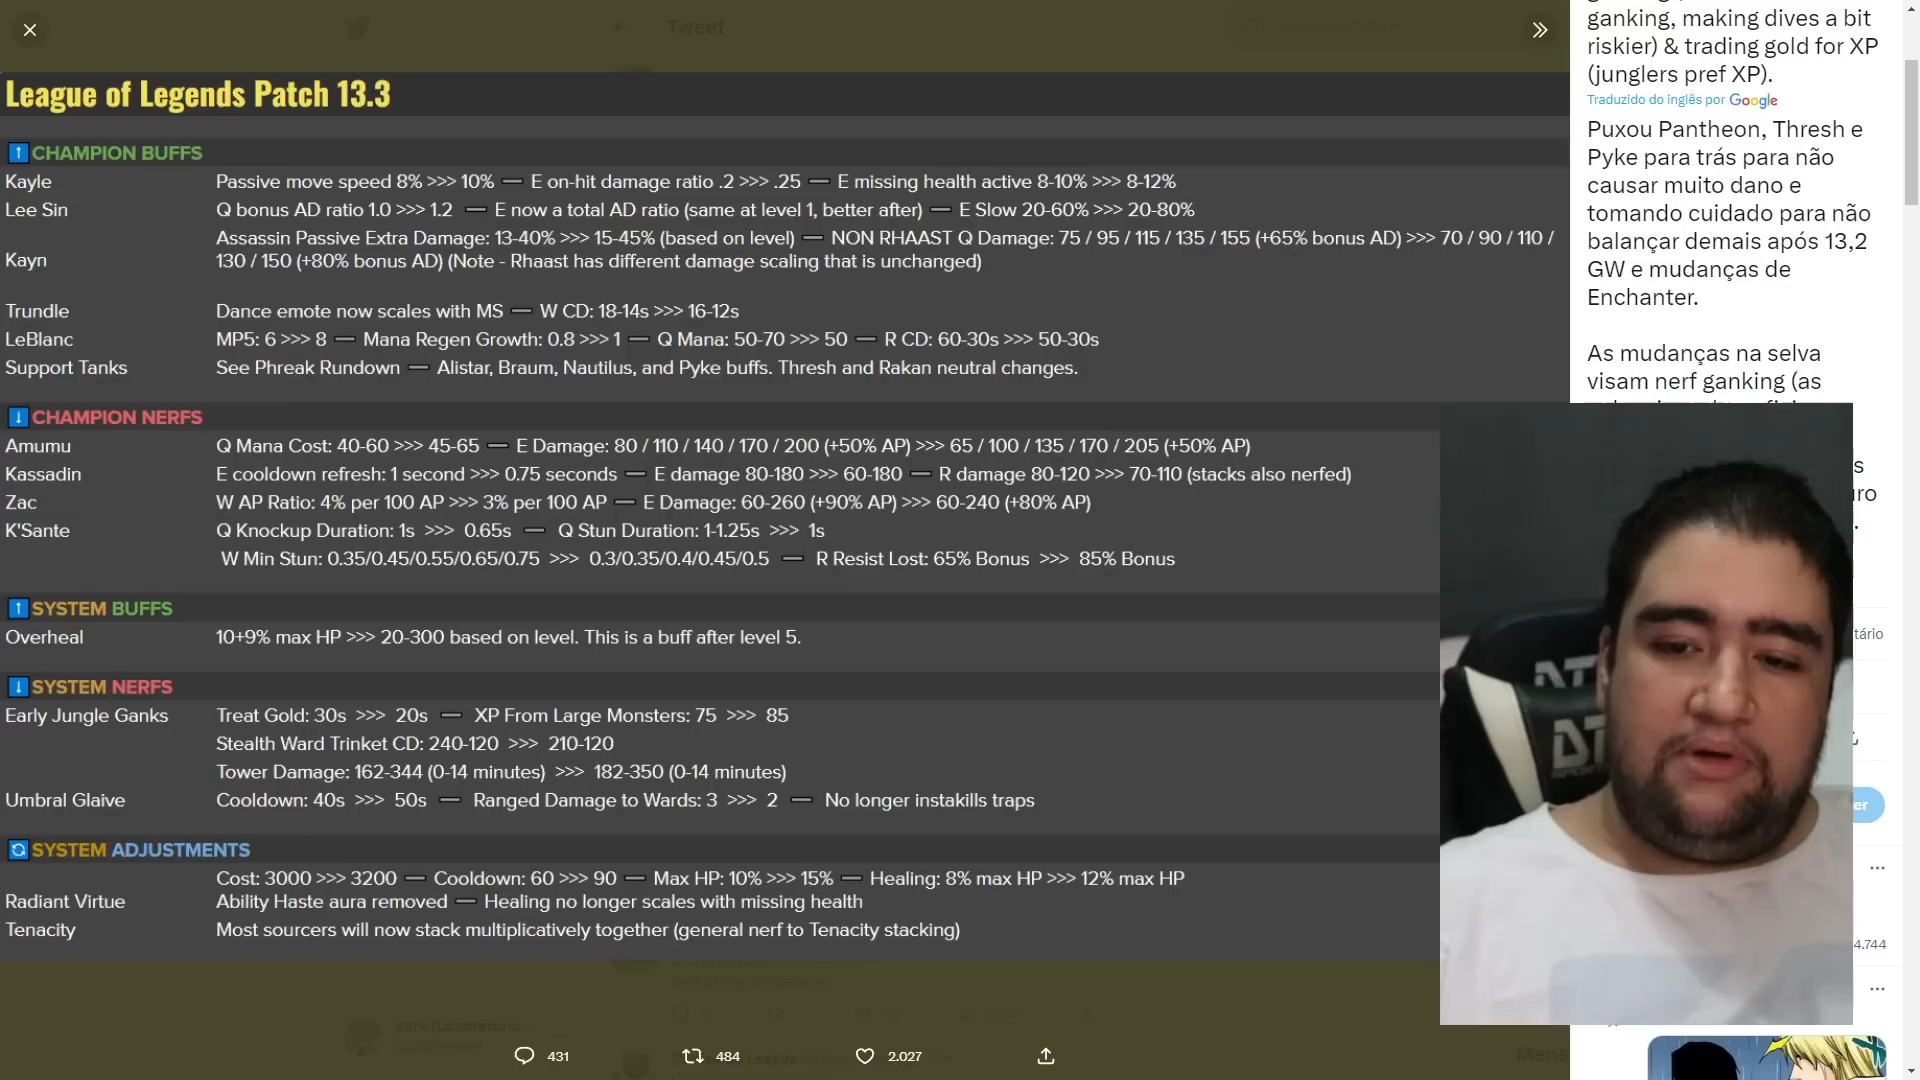 Tweet
League of Legends Patch 13.3
CHAMPION BUFFS
Kayle Passive move speed 8% >>> 10% — E on-hit damage ratio .2 >>> .25 — E missing health active 8-10% >>> 8-12%
Lee Sin Q bonus AD ratio 1.0 >>> 1.2 — E now a total AD ratio (same at level 1, better after) — E Slow 20-60% >>> 20-80%
Kayn Assassin Passive Extra Damage: 13-40% >>> 15-45% (based on level) — NON RHAAST Q Damage: 75 / 95 / 115 / 135 / 155 (+65% bonus AD) >>> 70 / 90 / 110 /
130 / 150 (+80% bonus AD) (Note - Rhaast has different damage scaling that is unchanged)
Trundle Dance emote now scales with MS — W CD: 18-14s >>> 16-12s
LeBlanc MP5: 6 >>> 8 — Mana Regen Growth: 0.8 >>> 1 — Q Mana: 50-70 >>> 50 — R CD: 60-30s >>> 50-30s
Support Tanks See Phreak Rundown — Alistar, Braum, Nautilus, and Pyke buffs. Thresh and Rakan neutral changes.
CHAMPION NERFS
Amumu Q Mana Cost: 40-60 >>> 45-65 — E Damage: 80 / 110 / 140 / 170 / 200 (+50% AP) >>> 65 / 100 / 135 / 170 / 205 (+50% AP)
Kassadin E cooldown refresh: 1 second >>> 0.75 seconds — E damage 80-180 >>> 60-180 — R damage 80-120 >>> 70-110 (stacks also nerfed)
Zac W AP Ratio: 4% per 100 AP >>> 3% per 100 AP — E Damage: 60-260 (+90% AP) >>> 60-240 (+80% AP)
K'Sante Q Knockup Duration: 1s >>> 0.65s — Q Stun Duration: 1-1.25s >>> 1s
W Min Stun: 0.35/0.45/0.55/0.65/0.75 >>> 0.3/0.35/0.4/0.45/0.5 — R Resist Lost: 65% Bonus >>> 85% Bonus
SYSTEM BUFFS
Overheal 10+9% max HP >>> 20-300 based on level. This is a buff after level 5.
SYSTEM NERFS
Early Jungle Ganks Treat Gold: 30s >>> 20s — XP From Large Monsters: 75 >>> 85
Stealth Ward Trinket CD: 240-120 >>> 210-120
Tower Damage: 162-344 (0-14 minutes) >>> 182-350 (0-14 minutes)
Umbral Glaive Cooldown: 40s >>> 50s — Ranged Damage to Wards: 3 >>> 2 — No longer instakills traps
SYSTEM ADJUSTMENTS
Radiant Virtue Cost: 3000 >>> 3200 — Cooldown: 60 >>> 90 — Max HP: 10% >>> 15% — Healing: 8% max HP >>> 12% max HP
Ability Haste aura removed — Healing no longer scales with missing health
Tenacity Most sourcers will now stack multiplicatively together (general nerf to Tenacity stacking)
431 484 2.027
ganking, making dives a bit
riskier) & trading gold for XP
(junglers pref XP).
Traduzido do inglês por Google
Puxou Pantheon, Thresh e
Pyke para trás para não
causar muito dano e
tomando cuidado para não
balançar demais após 13,2
GW e mudanças de
Enchanter.
As mudanças na selva
visam nerf ganking (as
s
iro
tário
er
4.744
Mens